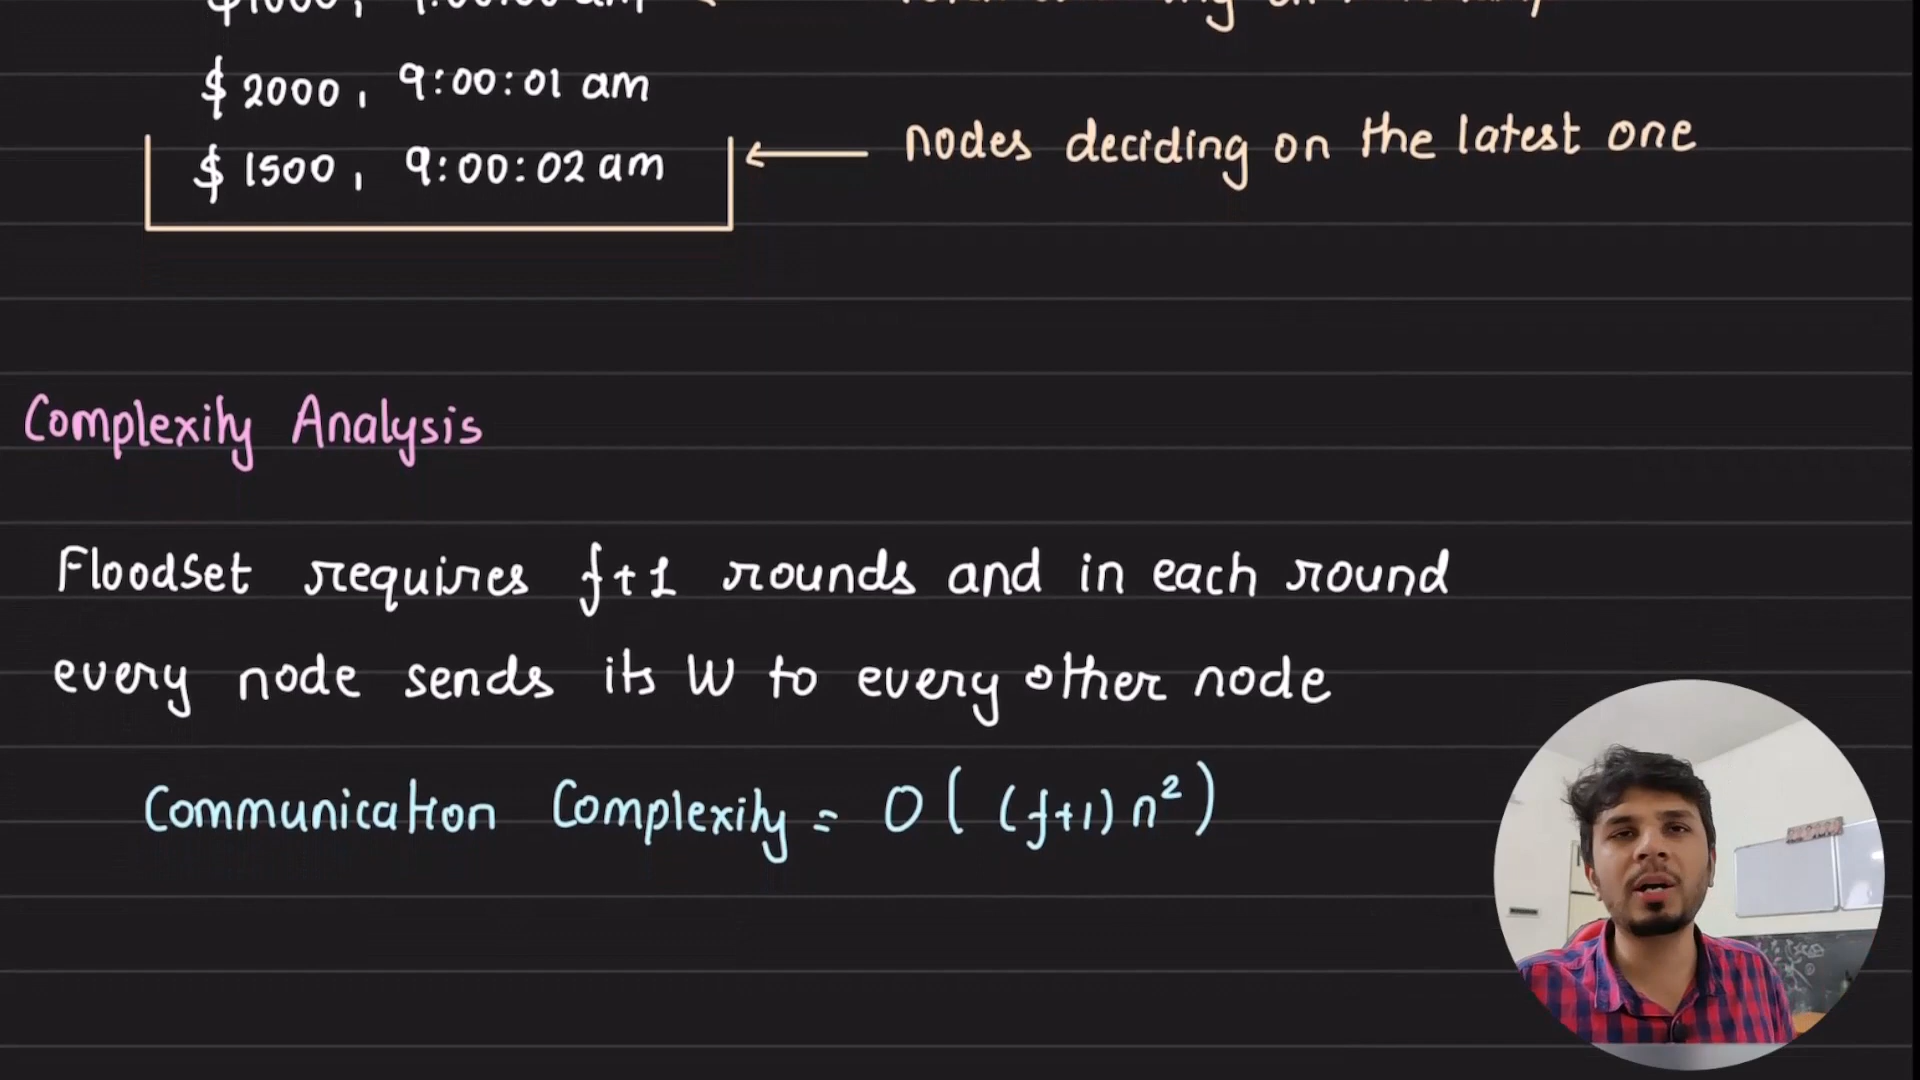 $ 2000, 9:00:01 am
$ 1500, 9:00:02 am ← nodes deciding on the latest one
Complexity Analysis
FloodSet requires f+1 rounds and in each round
every node sends its W to every other node
Communication Complexity = O( (f+1) n²)